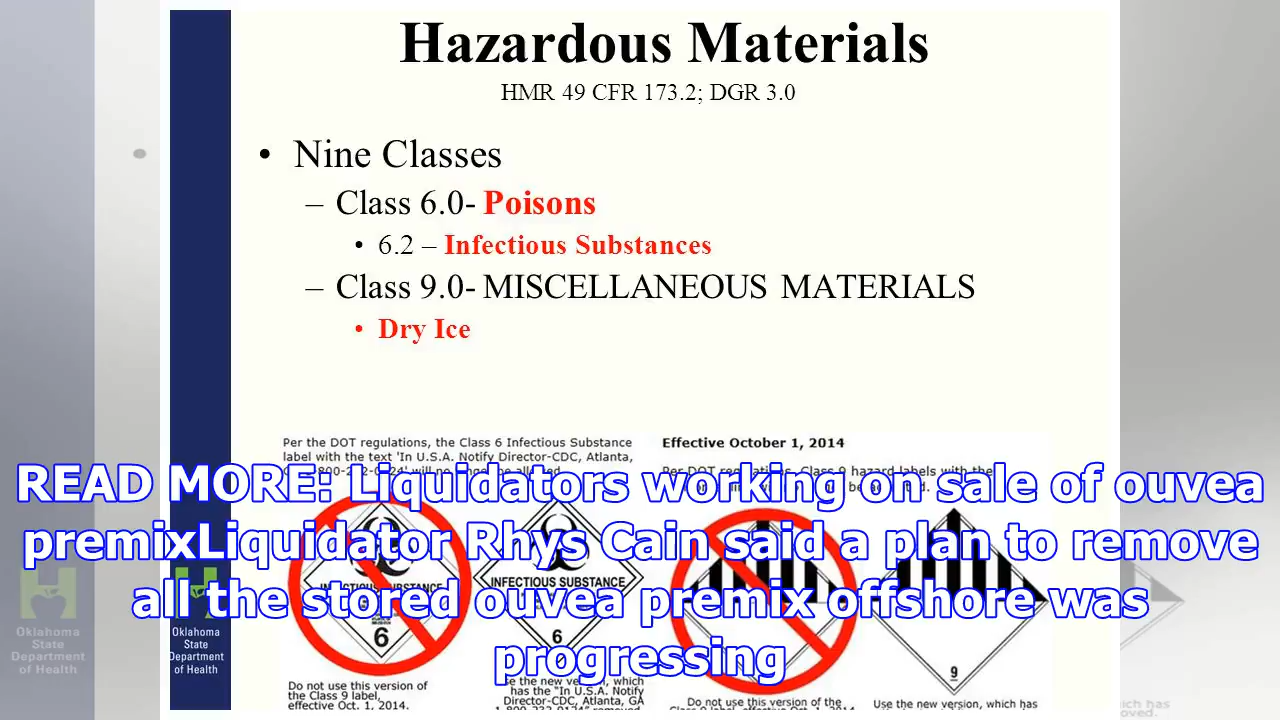 Hazardous Materials
HMR 49 CFR 173.2; DGR 3.0
• Nine Classes
– Class 6.0- Poisons
• 6.2 – Infectious Substances
– Class 9.0- MISCELLANEOUS MATERIALS
• Dry Ice
Per the DOT regulations, the Class 6 Infectious Substance
label with the text 'In U.S.A. Notify Director-CDC, Atlanta,
Effective October 1, 2014
Per DOT regulations, Class 9 hazard labels with the
READ MORE: Liquidators working on sale of ouvea
premixLiquidator Rhys Cain said a plan to remove
all the stored ouvea premix offshore was
progressing
INFECTIOUS SUBSTANCE
6
INFECTIOUS SUBSTANCE
6
9
Do not use this version of
the Class 9 label,
effective Oct. 1, 2014.
the new version, which
has the "In U.S.A. Notify
Director-CDC, Atlanta, GA
Do not use this version of the
Use the new version, which has
Oklahoma
State
Department
of Health
Oklahoma
State
Department
of Health